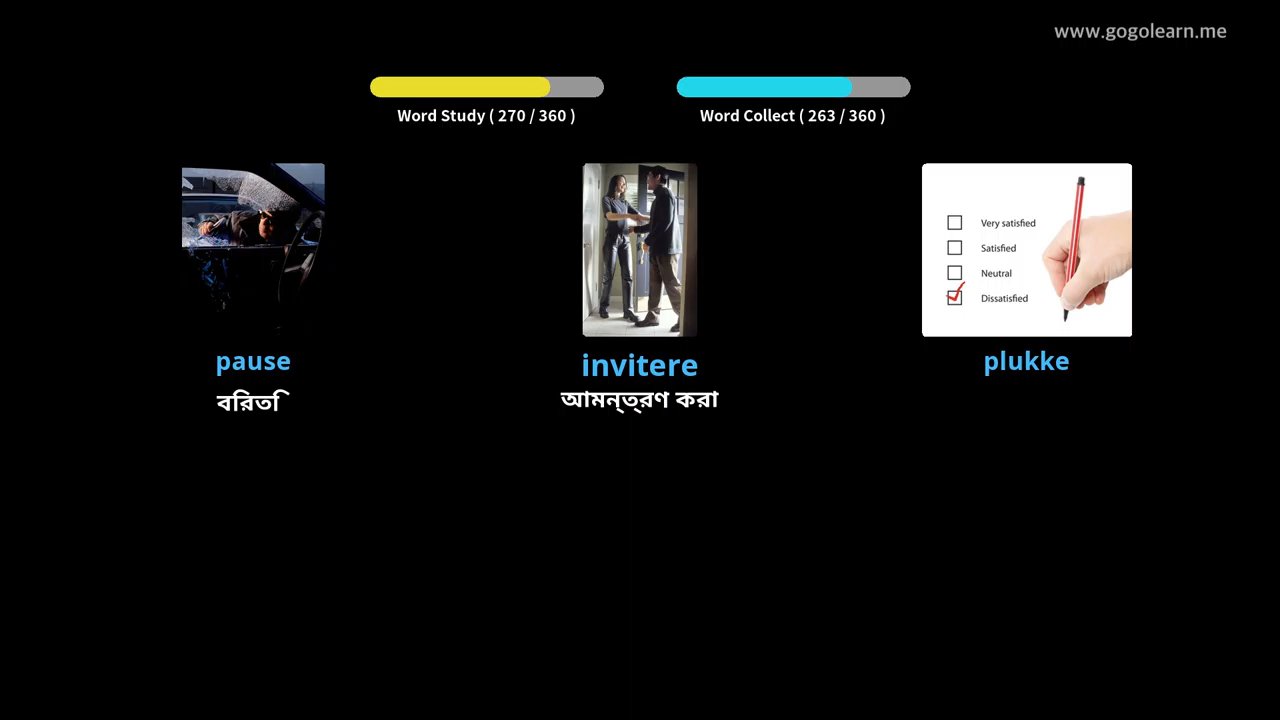 www.gogolearn.me
Word Study ( 270 / 360 )
Word Collect ( 263 / 360 )
Very satisfied
Satisfied
Neutral
Dissatisfied
pause
invitere
plukke
বিরতি
আমন্ত্রণ করা